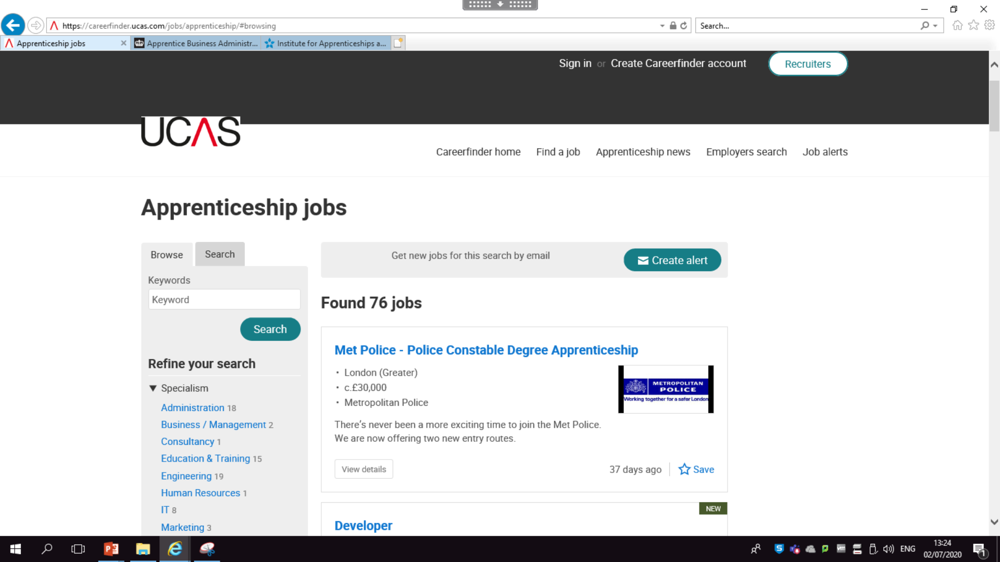 https://careerfinder.ucas.com/jobs/apprenticeship/#browsing
Search...
Apprenticeship jobs
Apprentice Business Administr...
Institute for Apprenticeships a...
Sign in or Create Careerfinder account
Recruiters
UCAS
Careerfinder home
Find a job
Apprenticeship news
Employers search
Job alerts
Apprenticeship jobs
Browse
Search
Keywords
Keyword
Search
Refine your search
▼ Specialism
Administration 18
Business / Management 2
Consultancy 1
Education & Training 15
Engineering 19
Human Resources 1
IT 8
Marketing 3
Get new jobs for this search by email
Create alert
Found 76 jobs
Met Police - Police Constable Degree Apprenticeship
• London (Greater)
• c.£30,000
• Metropolitan Police
METROPOLITAN
POLICE
Working together for a safer London
There’s never been a more exciting time to join the Met Police.
We are now offering two new entry routes.
View details
37 days ago
Save
NEW
Developer
ENG
13:24
02/07/2020
1